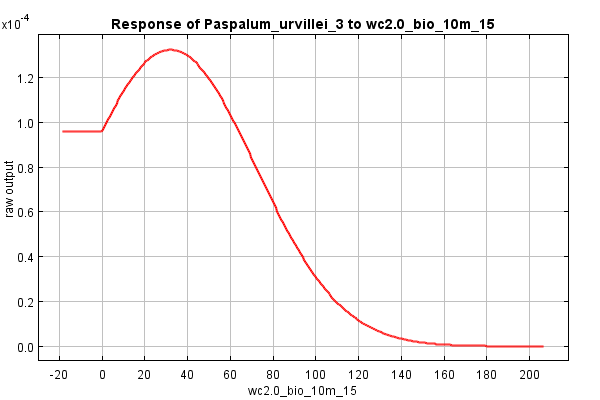 x10-4
Response of Paspalum_urvillei_3 to wc2.0_bio_10m_15
1.2
1.0
0.8
0.6
0.4
0.2
0.0
raw output
-20 0 20 40 60 80 100 120 140 160 180 200
wc2.0_bio_10m_15